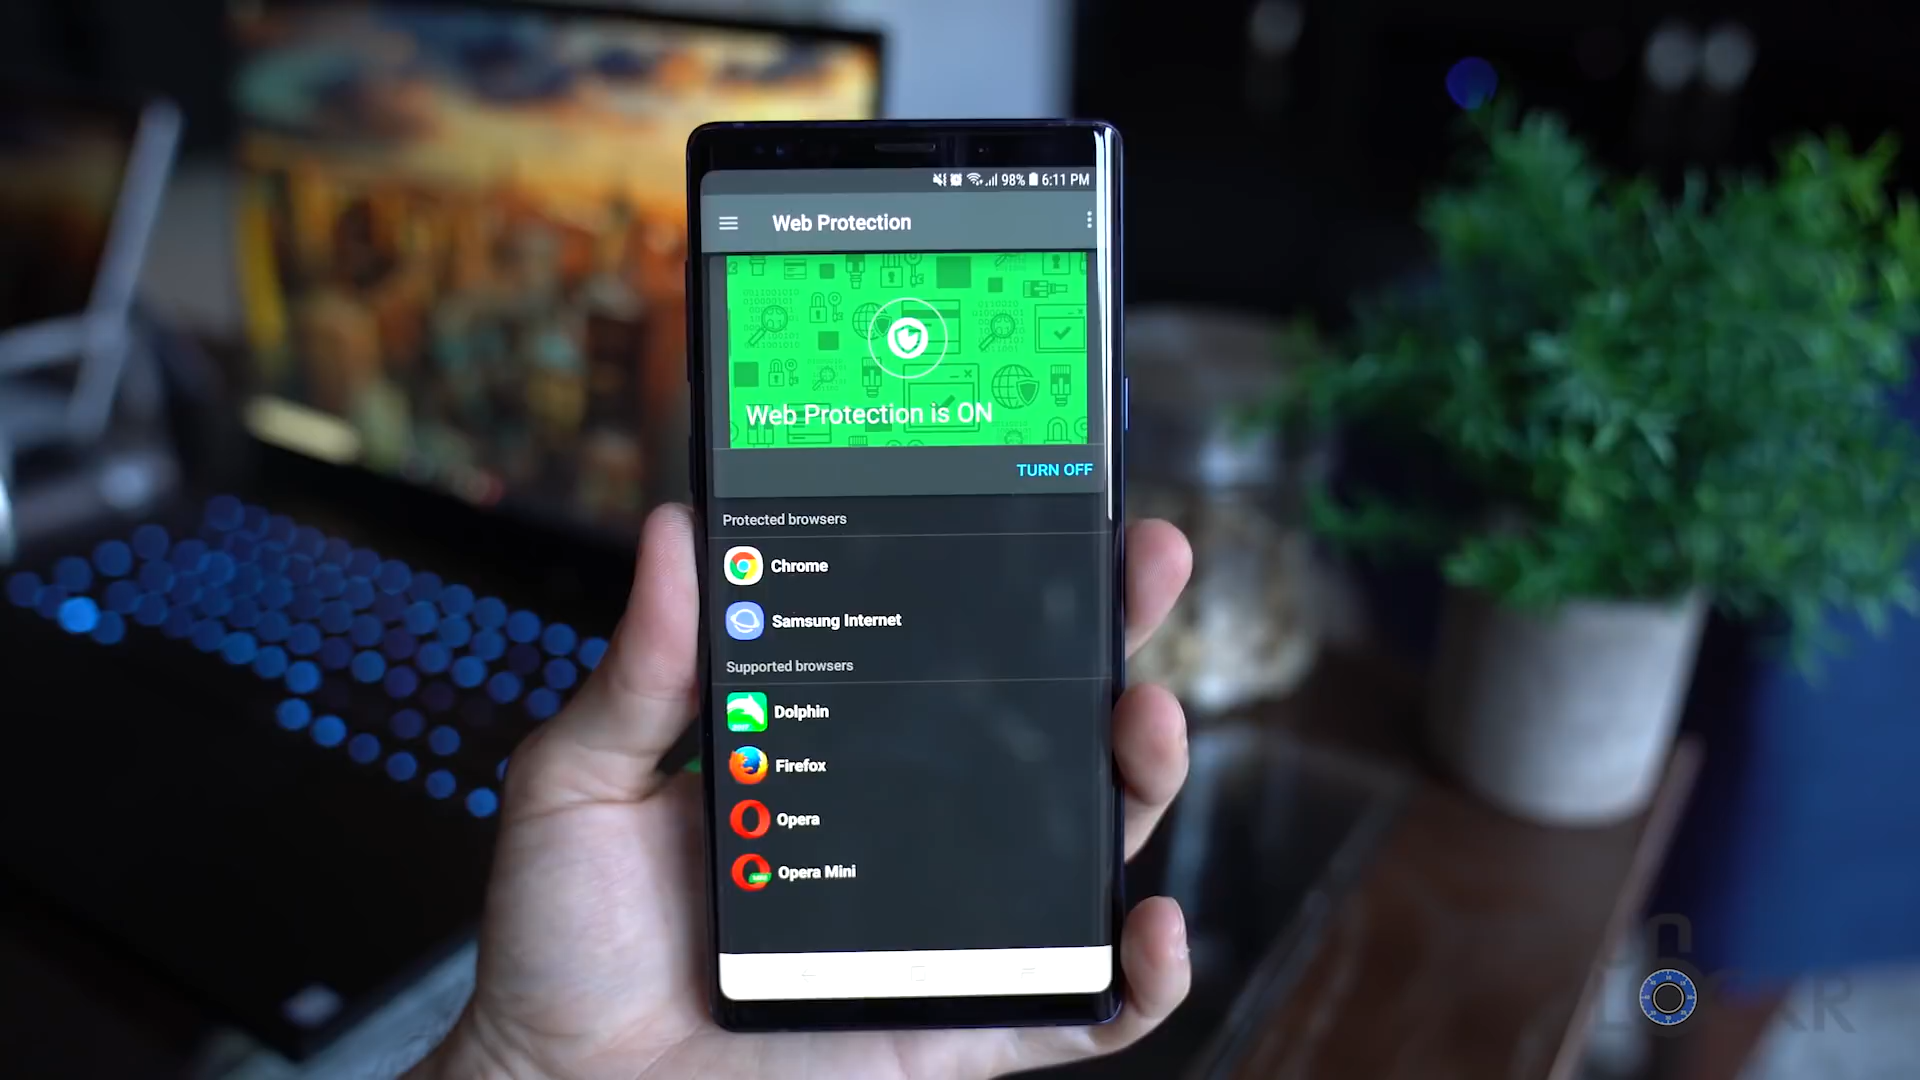 98% 6:11 PM
Web Protection
Web Protection is ON
TURN OFF
Protected browsers
Chrome
Samsung Internet
Supported browsers
Dolphin
Firefox
Opera
Opera Mini